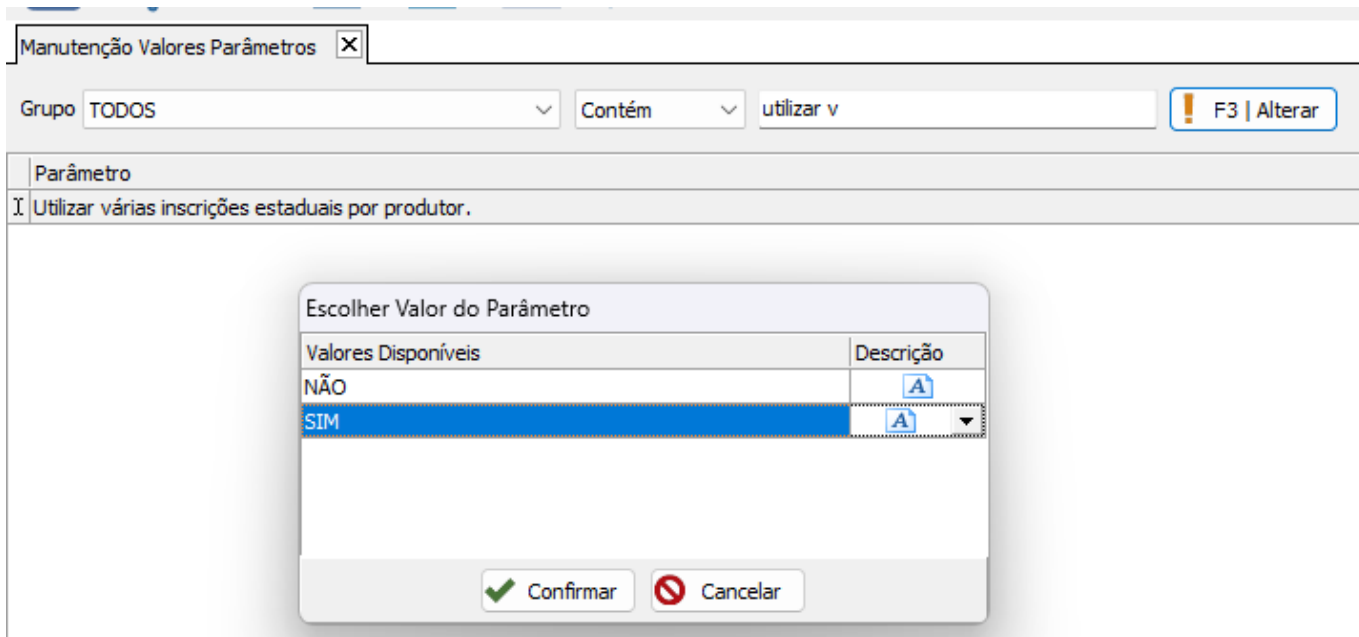 Manutenção Valores Parâmetros
Grupo TODOS Contém utilizar v F3 | Alterar
Parâmetro
Utilizar várias inscrições estaduais por produtor.
Escolher Valor do Parâmetro
Valores Disponíveis Descrição
NÃO A
SIM A
Confirmar Cancelar